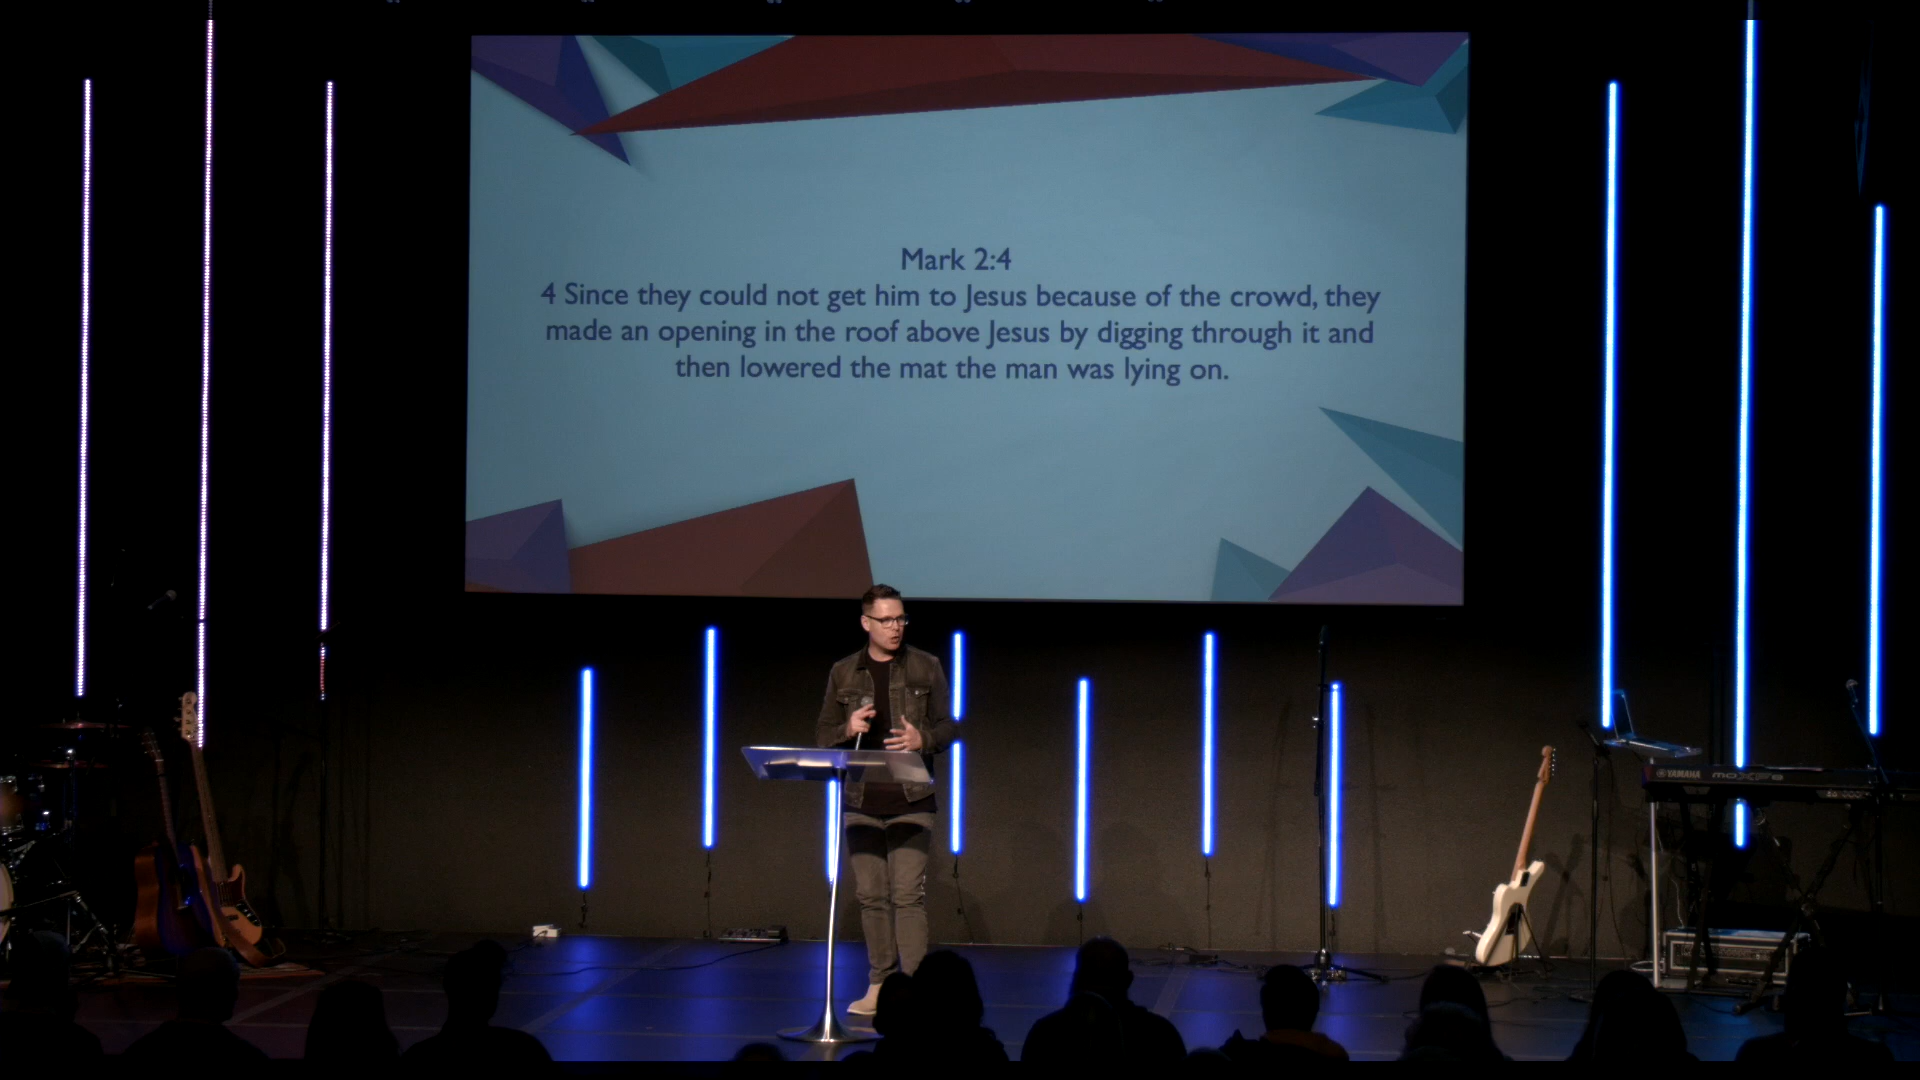 Mark 2:4
4 Since they could not get him to Jesus because of the crowd, they
made an opening in the roof above Jesus by digging through it and
then lowered the mat the man was lying on.
YAMAHA MOXF8